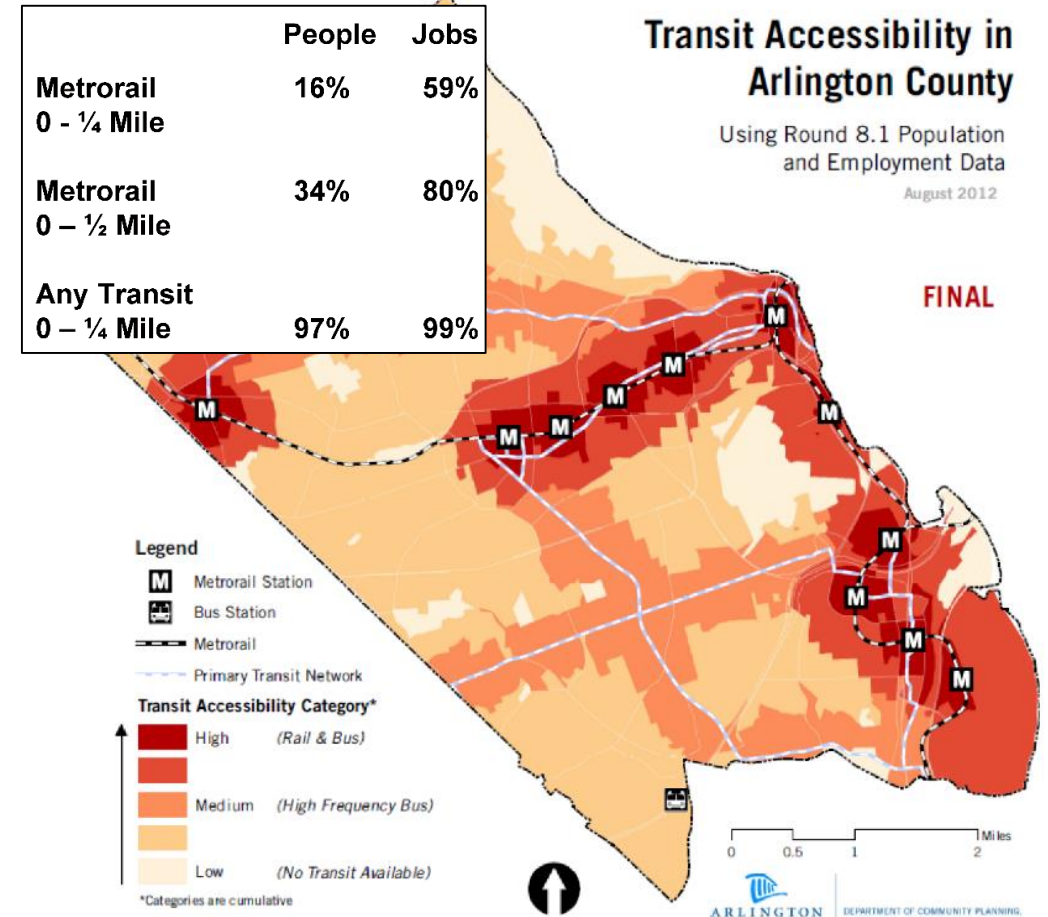 People Jobs
Metrorail 16% 59%
0 - ¼ Mile
Metrorail 34% 80%
0 – ½ Mile
Any Transit
0 – ¼ Mile 97% 99%
Transit Accessibility in
Arlington County
Using Round 8.1 Population
and Employment Data
August 2012
FINAL
M
M
M
M
M
M
M
M
M
M
M
Legend
M Metrorail Station
Bus Station
Metrorail
Primary Transit Network
Transit Accessibility Category*
High (Rail & Bus)
Medium (High Frequency Bus)
Low (No Transit Available)
*Categories are cumulative
Miles
0 0.5 1 2
ARLINGTON
DEPARTMENT OF COMMUNITY PLANNING,